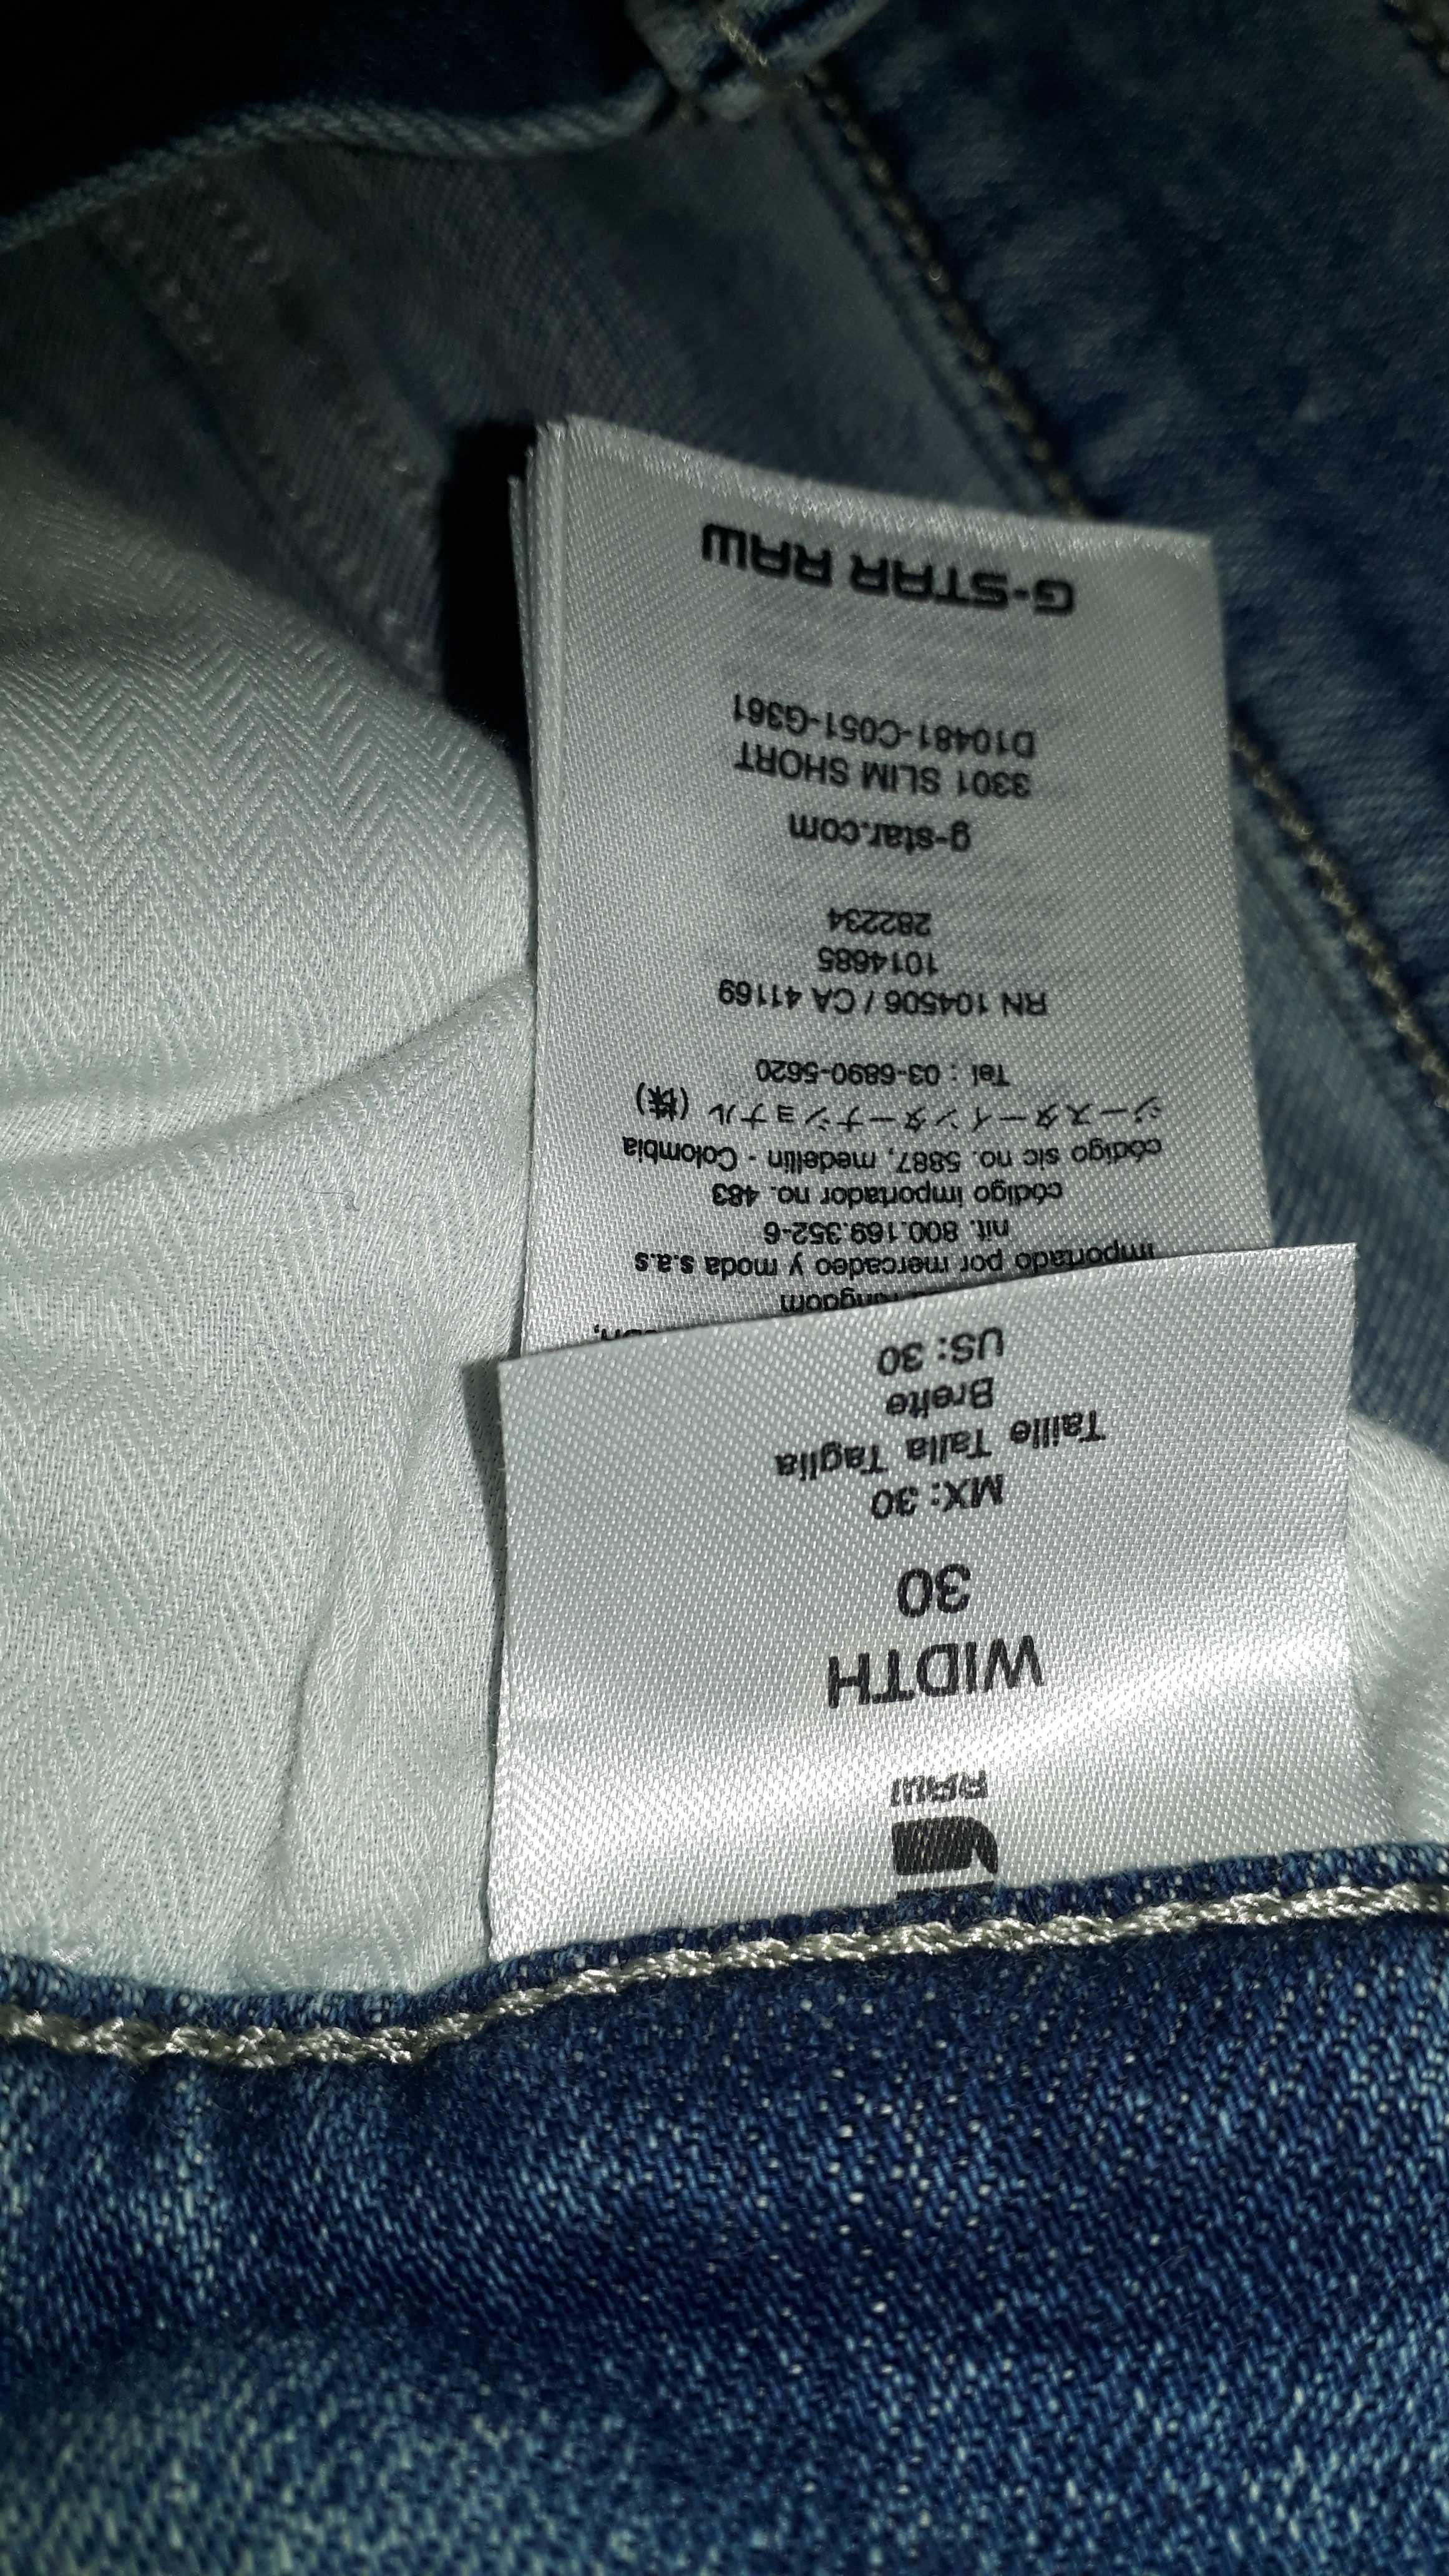 RAW
WIDTH
30
MX: 30
Taille Talla Taglia
Breite
US: 30
importado por mercadeo y moda s.a.s
nit. 800.169.352-6
código importador no. 483
código sic no. 5887, medellin - Colombia
ジースターインターナショナル (株)
Tel : 03-6890-5620
RN 104506 / CA 41169
1014685
282234
g-star.com
3301 SLIM SHORT
D10481-C051-G361
G-STAR RAW